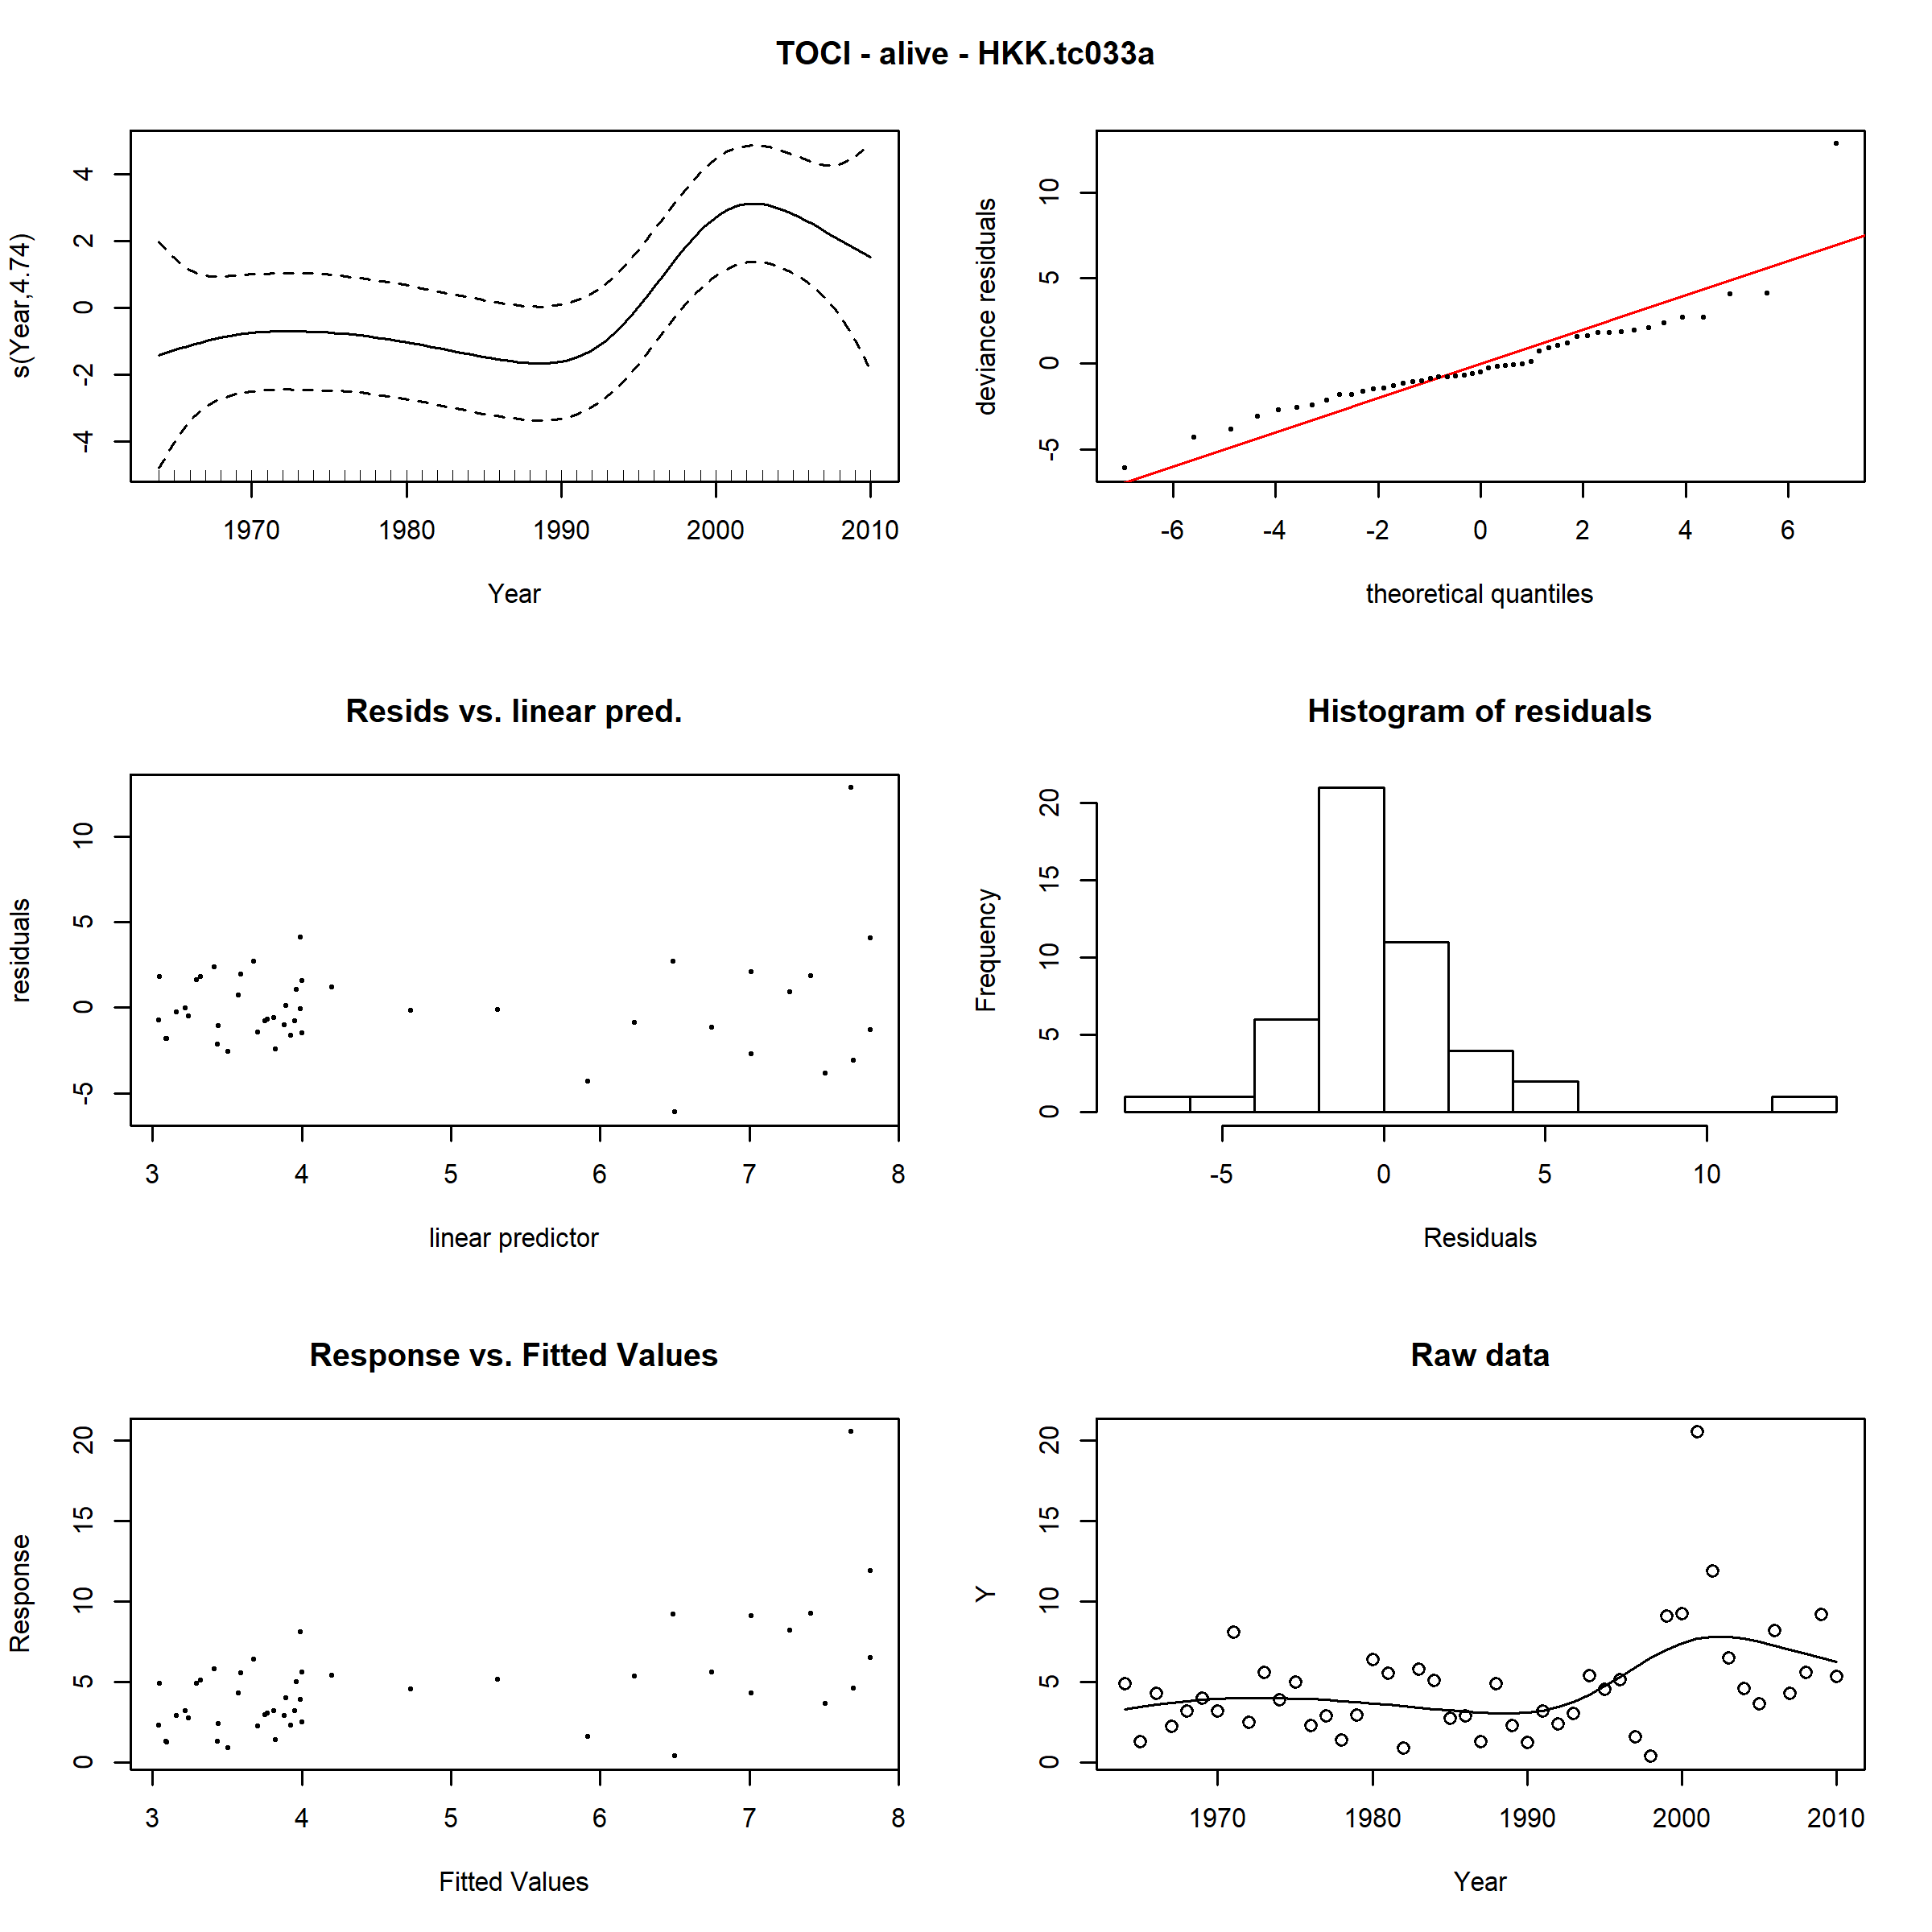 TOCI - alive - HKK.tc033a
s(Year,4.74)
4
2
0
-2
-4
1970 1980 1990 2000 2010
Year
deviance residuals
10
5
0
-5
-6 -4 -2 0 2 4 6
theoretical quantiles
Resids vs. linear pred.
residuals
10
5
0
-5
3 4 5 6 7 8
linear predictor
Histogram of residuals
Frequency
20
15
10
5
0
-5 0 5 10
Residuals
Response vs. Fitted Values
Response
20
15
10
5
0
3 4 5 6 7 8
Fitted Values
Raw data
Y
20
15
10
5
0
1970 1980 1990 2000 2010
Year